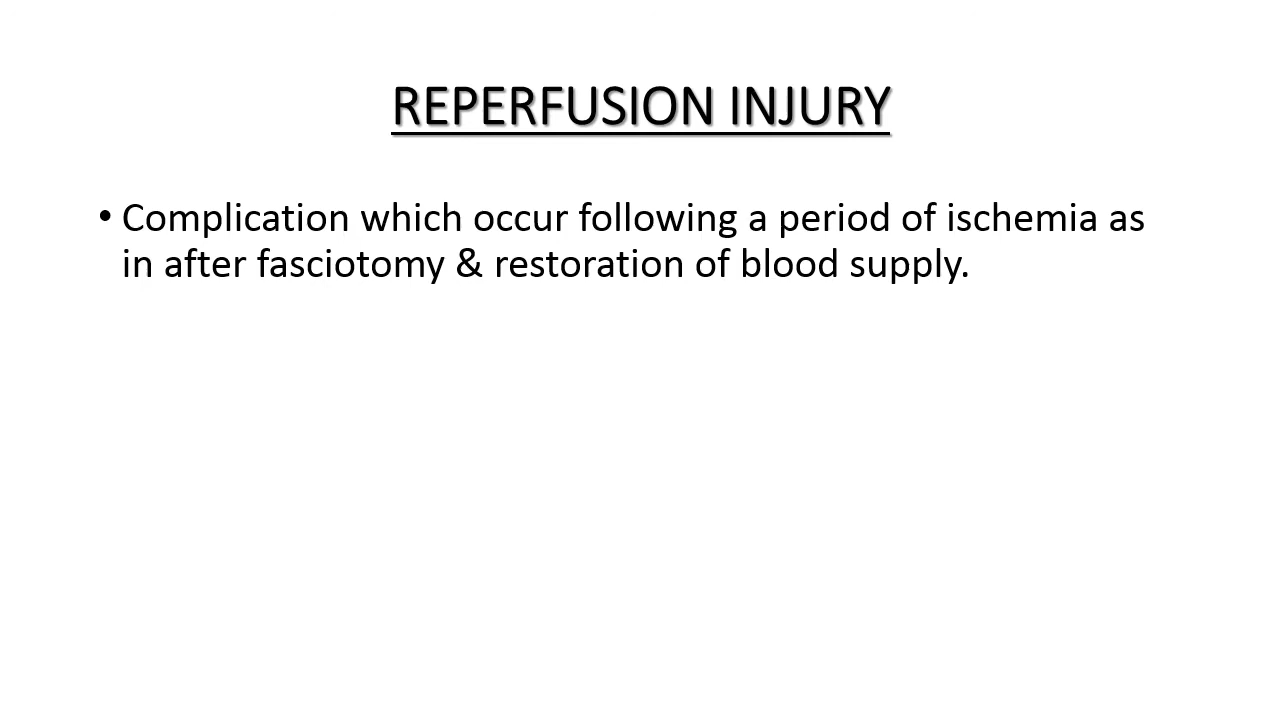 REPERFUSION INJURY
• Complication which occur following a period of ischemia as
in after fasciotomy & restoration of blood supply.